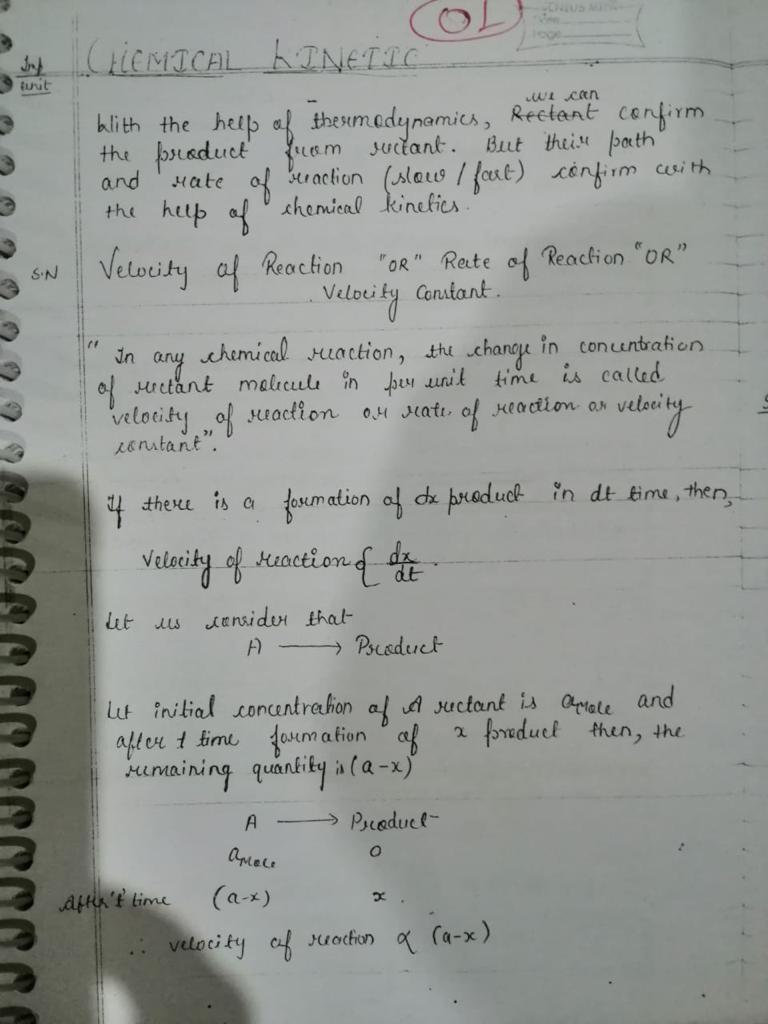 01
GENIUS
Page
CHEMICAL KINETIC
Imp
unit
we can
With the help of thermodynamics, Rectant confirm
the product from ructant. But their path
and rate of reaction (slow / fast) confirm with
the help of chemical kinetics.
S.N
Velocity of Reaction "OR" Rate of Reaction "OR"
Velocity Constant.
" In any chemical reaction, the change in concentration
of ructant molecule in per unit time is called
velocity of reaction or rate of reaction or velocity
constant".
If there is a formation of dx product in dt time, then,
Velocity of reaction ∝ dx/dt .
Let us consider that
A ⟶ Product
Let initial concentration of A ructant is a Mole and
after t time formation of x product then, the
remaining quantity is (a-x)
A ⟶ Product
a Mole 0
After 't' time (a-x) x .
∴ velocity of reaction ∝ (a-x)